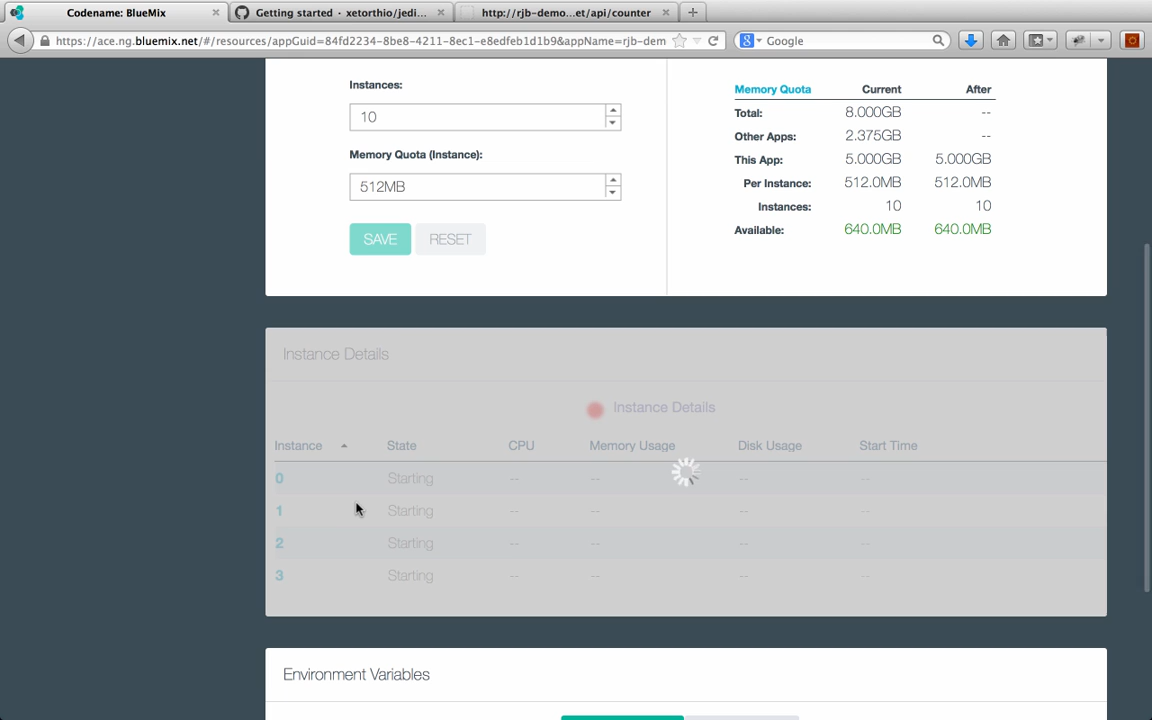 Codename: BlueMix
Getting started · xetorthio/jedi...
http://rjb-demo...et/api/counter
https://ace.ng.bluemix.net/#/resources/appGuid=84fd2234-8be8-4211-8ec1-e8edfeb1d1b9&appName=rjb-dem
Google
Instances:
10
Memory Quota (Instance):
512MB
SAVE RESET
Memory Quota Current After
Total: 8.000GB --
Other Apps: 2.375GB --
This App: 5.000GB 5.000GB
Per Instance: 512.0MB 512.0MB
Instances: 10 10
Available: 640.0MB 640.0MB
Instance Details
Instance Details
Instance State CPU Memory Usage Disk Usage Start Time
0 Starting -- -- -- --
1 Starting -- -- -- --
2 Starting -- -- -- --
3 Starting -- -- -- --
Environment Variables